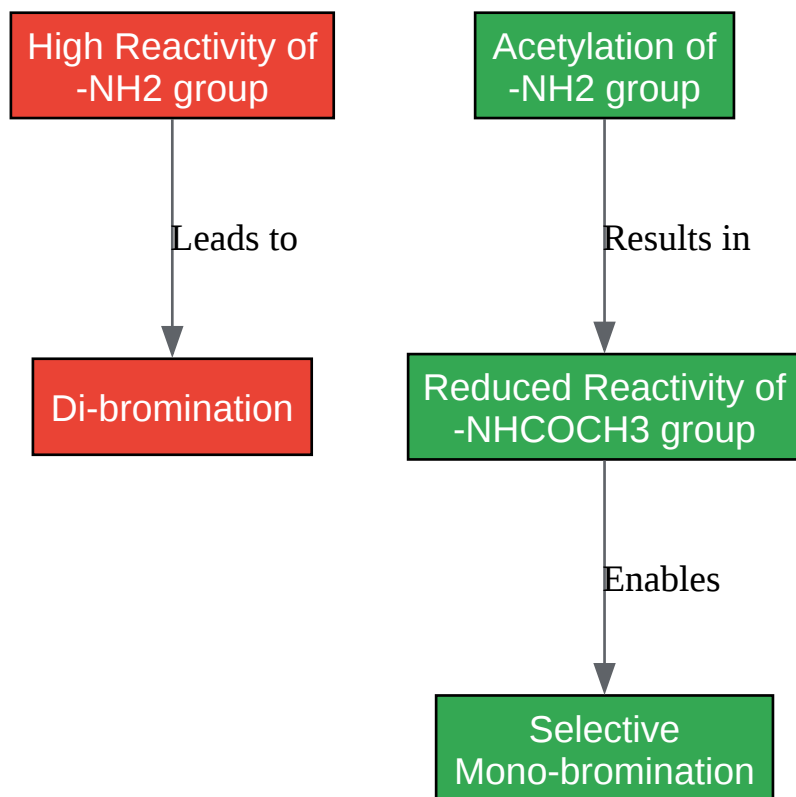 High Reactivity of
-NH2 group
Leads to
Di-bromination
Acetylation of
-NH2 group
Results in
Reduced Reactivity of
-NHCOCH3 group
Enables
Selective
Mono-bromination